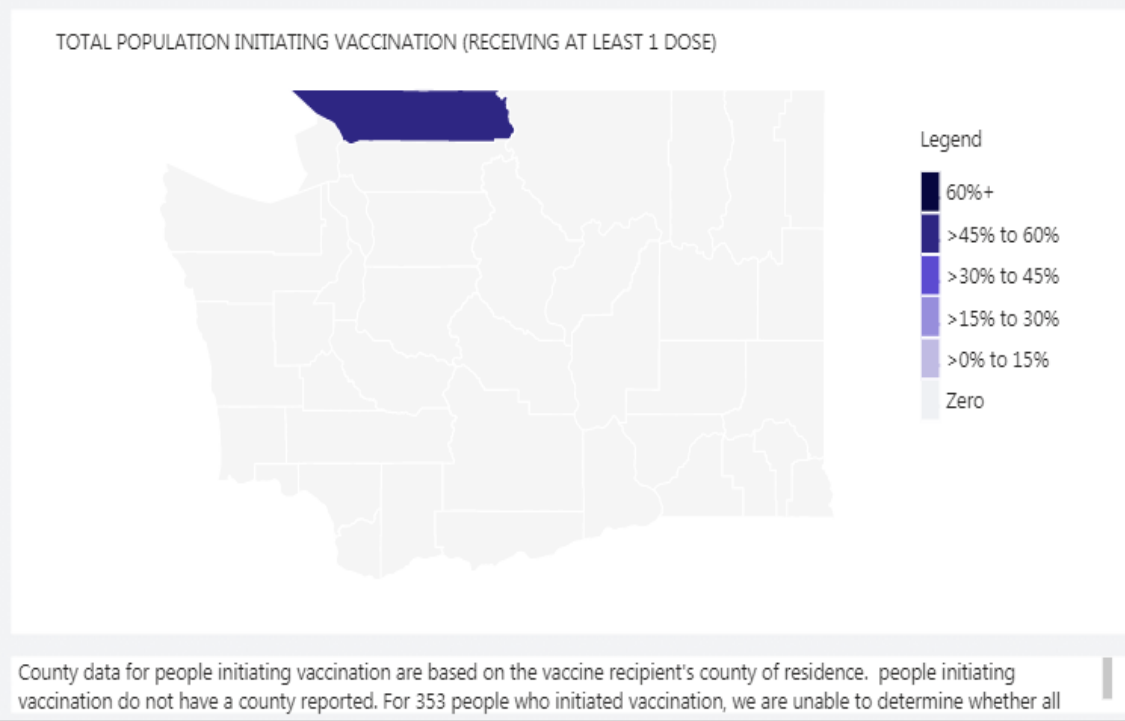 TOTAL POPULATION INITIATING VACCINATION (RECEIVING AT LEAST 1 DOSE)
Legend
60%+
>45% to 60%
>30% to 45%
>15% to 30%
>0% to 15%
Zero
County data for people initiating vaccination are based on the vaccine recipient's county of residence.  people initiating
vaccination do not have a county reported. For 353 people who initiated vaccination, we are unable to determine whether all